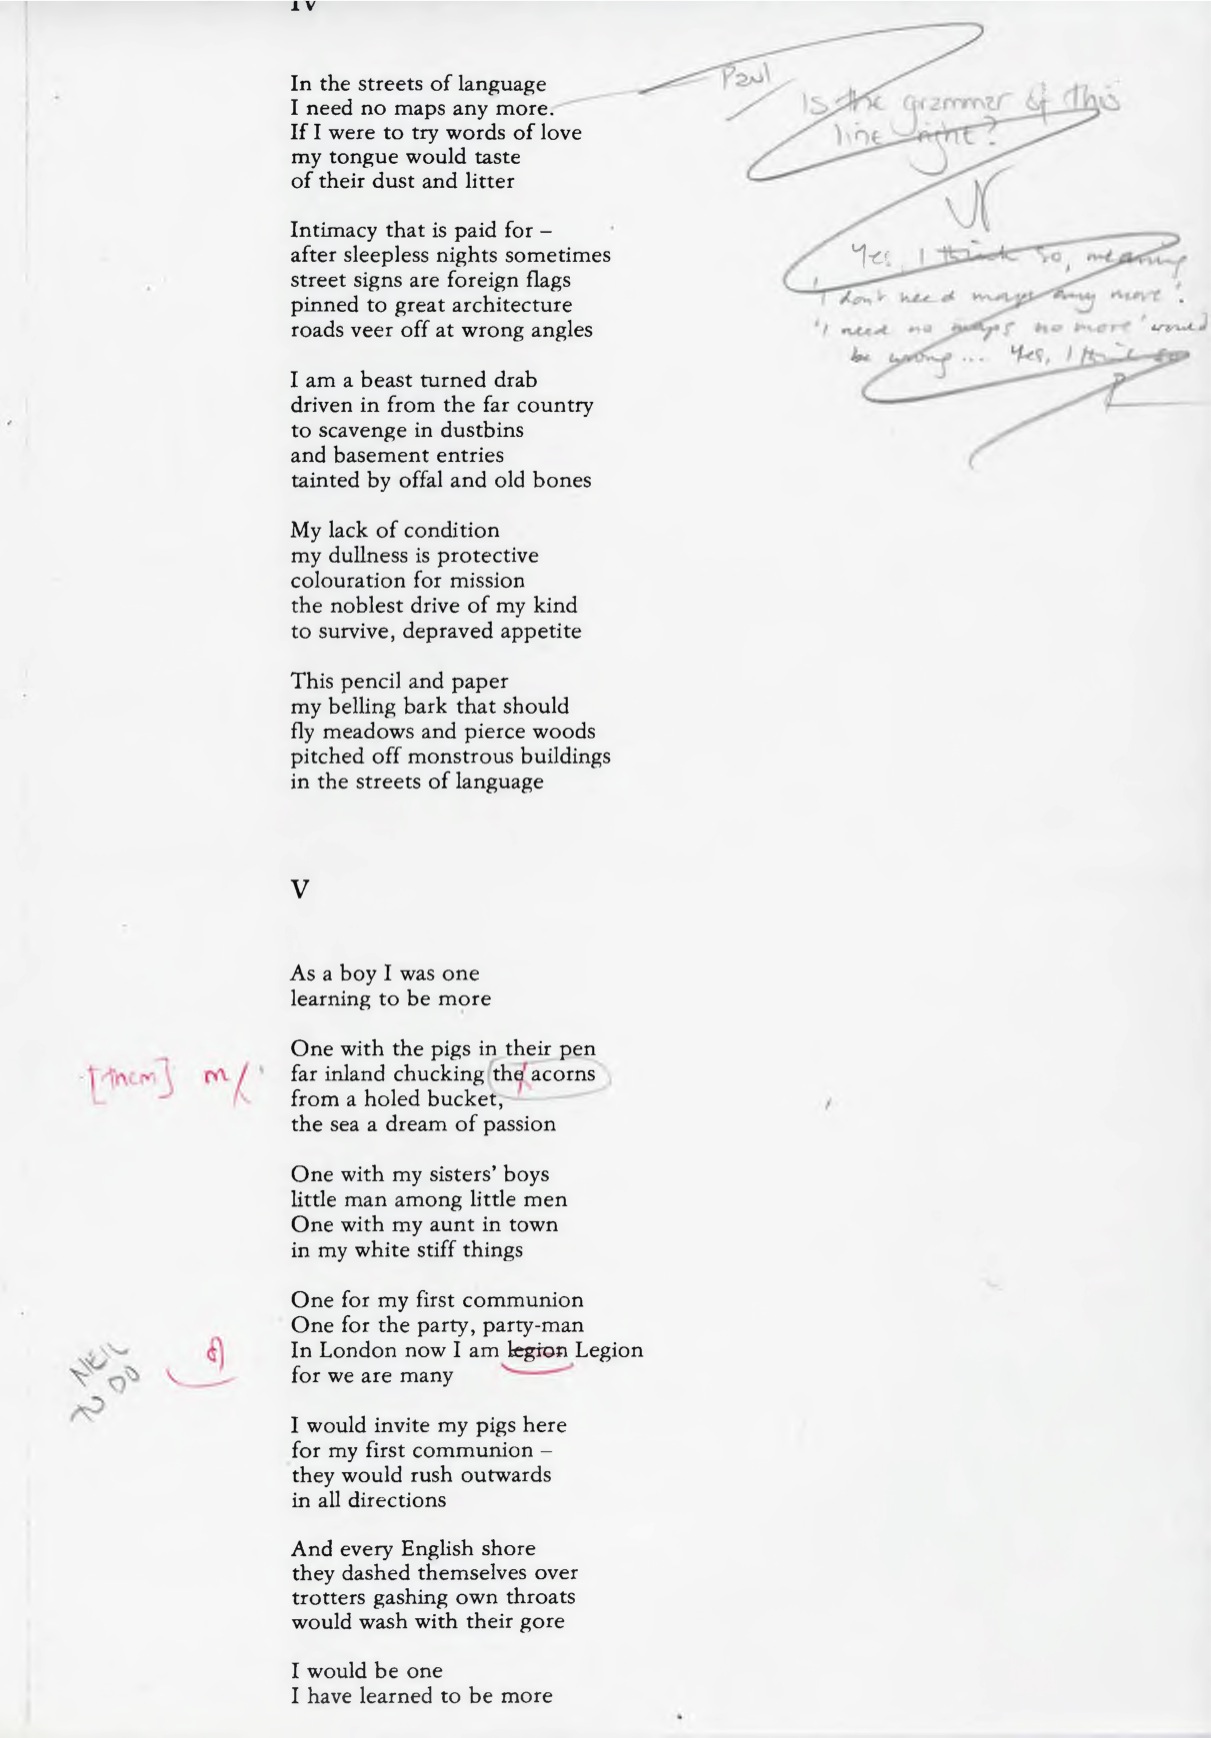 IV
In the streets of language
I need no maps any more.
If I were to try words of love
my tongue would taste
of their dust and litter
Paul
Is the grammar of this
line right?
N
Yes, I think so, meaning
'I don't need maps any more'.
'I need no maps no more' would
be wrong... Yes, I think so
P
Intimacy that is paid for –
after sleepless nights sometimes
street signs are foreign flags
pinned to great architecture
roads veer off at wrong angles
I am a beast turned drab
driven in from the far country
to scavenge in dustbins
and basement entries
tainted by offal and old bones
My lack of condition
my dullness is protective
colouration for mission
the noblest drive of my kind
to survive, depraved appetite
This pencil and paper
my belling bark that should
fly meadows and pierce woods
pitched off monstrous buildings
in the streets of language
V
As a boy I was one
learning to be more
One with the pigs in their pen
[them] m/
far inland chucking the acorns
from a holed bucket,
the sea a dream of passion
One with my sisters’ boys
little man among little men
One with my aunt in town
in my white stiff things
One for my first communion
One for the party, party-man
NEIL
TO DO
In London now I am legion Legion
for we are many
I would invite my pigs here
for my first communion –
they would rush outwards
in all directions
And every English shore
they dashed themselves over
trotters gashing own throats
would wash with their gore
I would be one
I have learned to be more